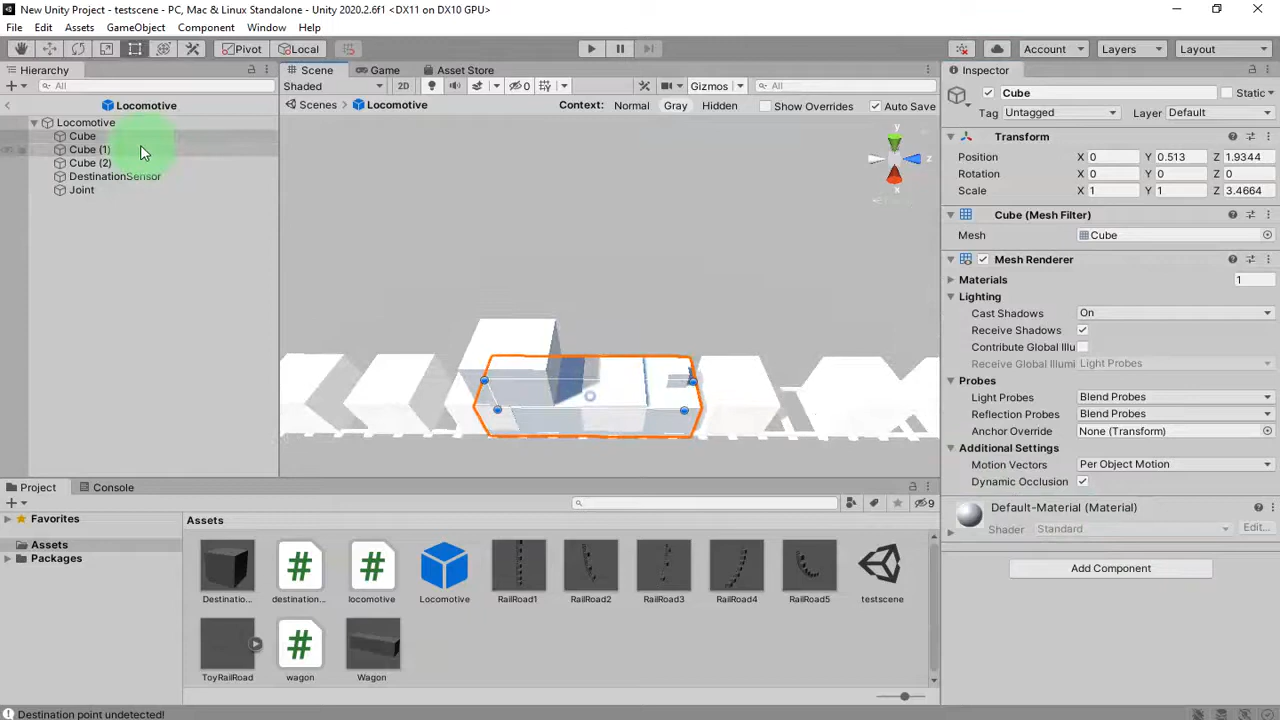 New Unity Project - testscene - PC, Mac & Linux Standalone - Unity 2020.2.6f1 <DX11 on DX10 GPU>
File Edit Assets GameObject Component Window Help
Pivot Local Account Layers Layout
Hierarchy
All
Locomotive
Locomotive
Cube
Cube (1)
Cube (2)
DestinationSensor
Joint
Scene Game Asset Store
Shaded 2D 0 Gizmos All
Scenes Locomotive Context: Normal Gray Hidden Show Overrides Auto Save
y
z
x
Inspector
Cube Static
Tag Untagged Layer Default
Transform
Position X 0 Y 0.513 Z 1.9344
Rotation X 0 Y 0 Z 0
Scale X 1 Y 1 Z 3.4664
Cube (Mesh Filter)
Mesh Cube
Mesh Renderer
Materials 1
Lighting
Cast Shadows On
Receive Shadows
Contribute Global Illu
Receive Global Illumi Light Probes
Probes
Light Probes Blend Probes
Reflection Probes Blend Probes
Anchor Override None (Transform)
Additional Settings
Motion Vectors Per Object Motion
Dynamic Occlusion
Default-Material (Material)
Shader Standard Edit...
Add Component
Project Console
9
Favorites
Assets
Packages
Assets
Destinatio... destination... locomotive Locomotive RailRoad1 RailRoad2 RailRoad3 RailRoad4 RailRoad5 testscene
ToyRailRoad wagon Wagon
Destination point undetected!